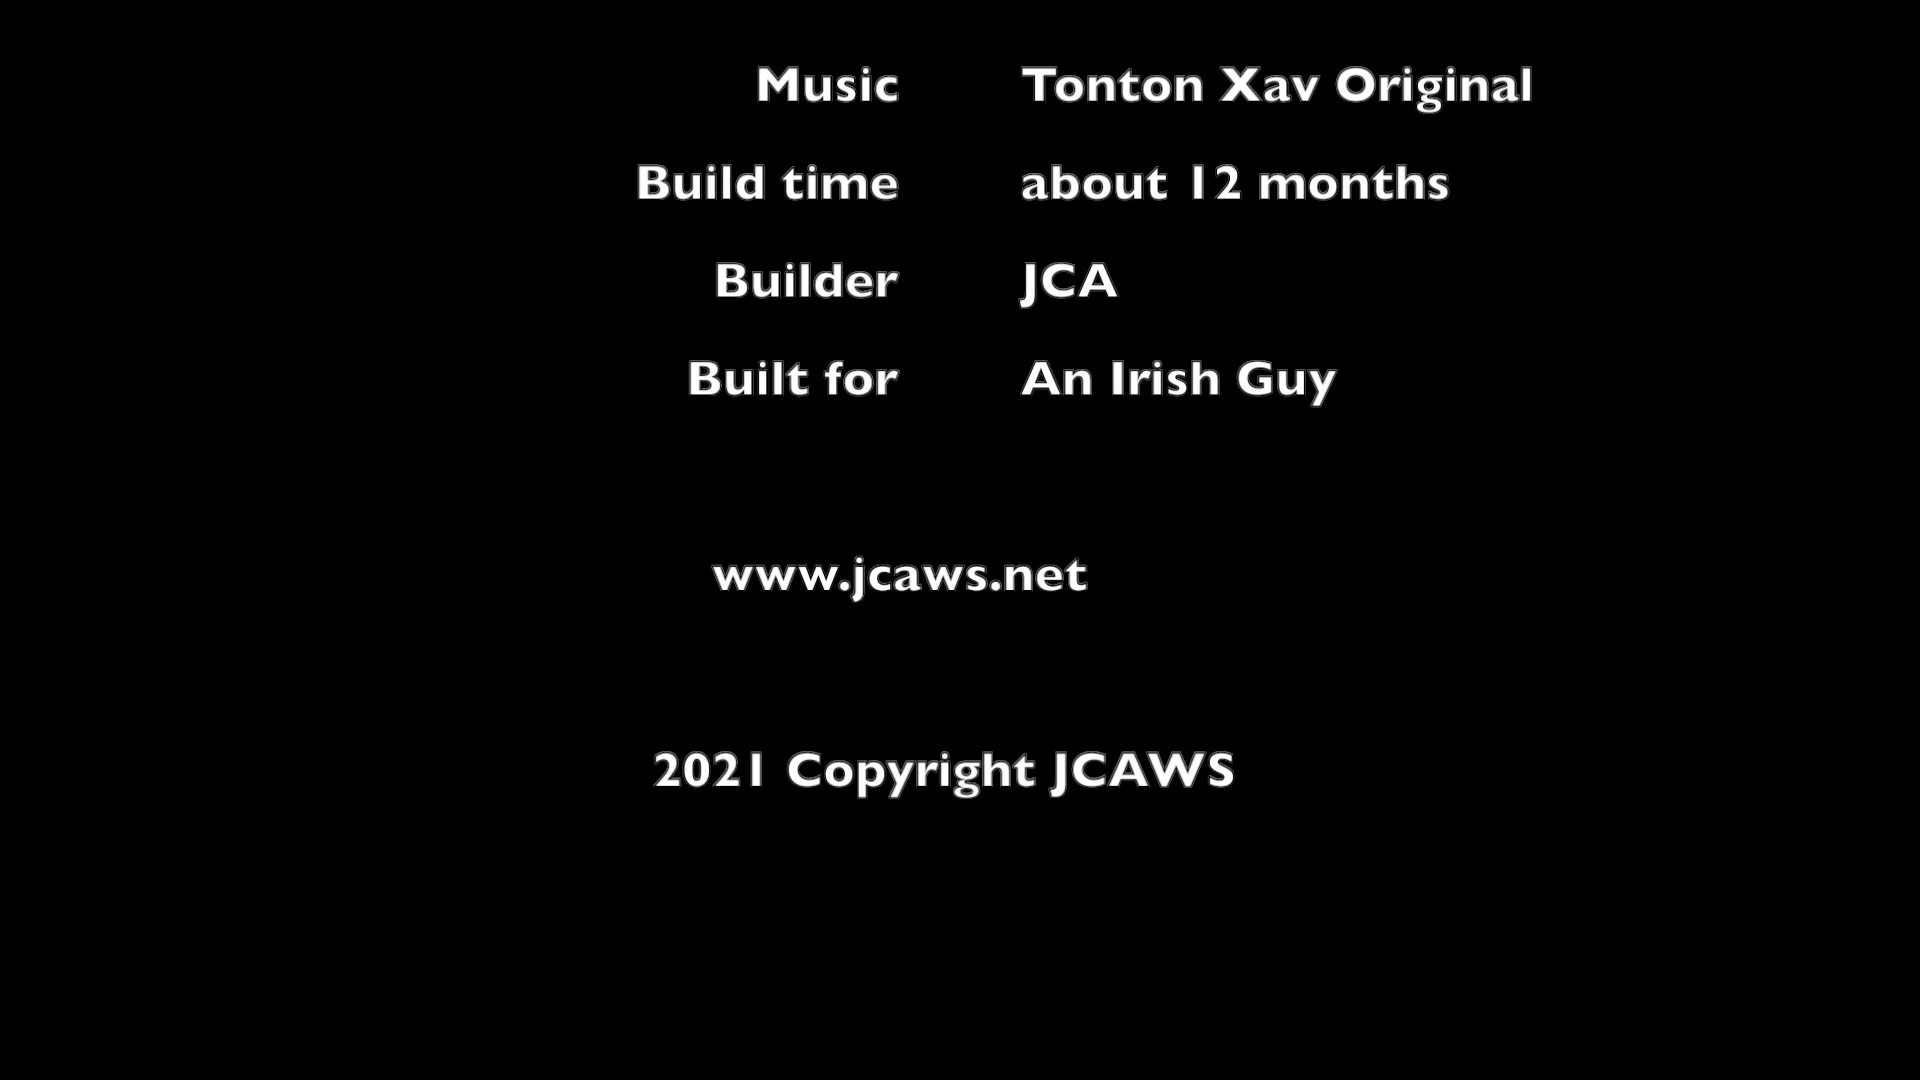 Music Tonton Xav Original
Build time about 12 months
Builder JCA
Built for An Irish Guy
www.jcaws.net
2021 Copyright JCAWS